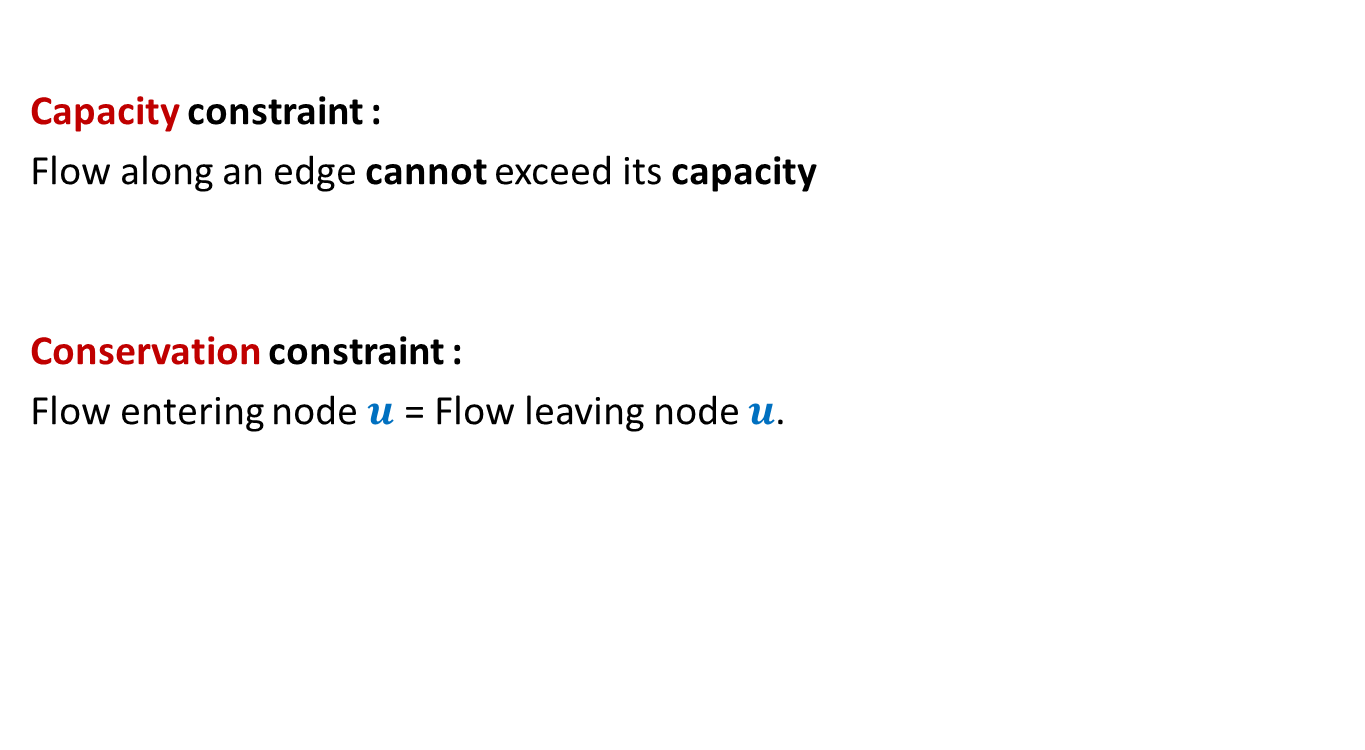 Capacity constraint :
Flow along an edge cannot exceed its capacity
Conservation constraint :
Flow entering node u = Flow leaving node u.